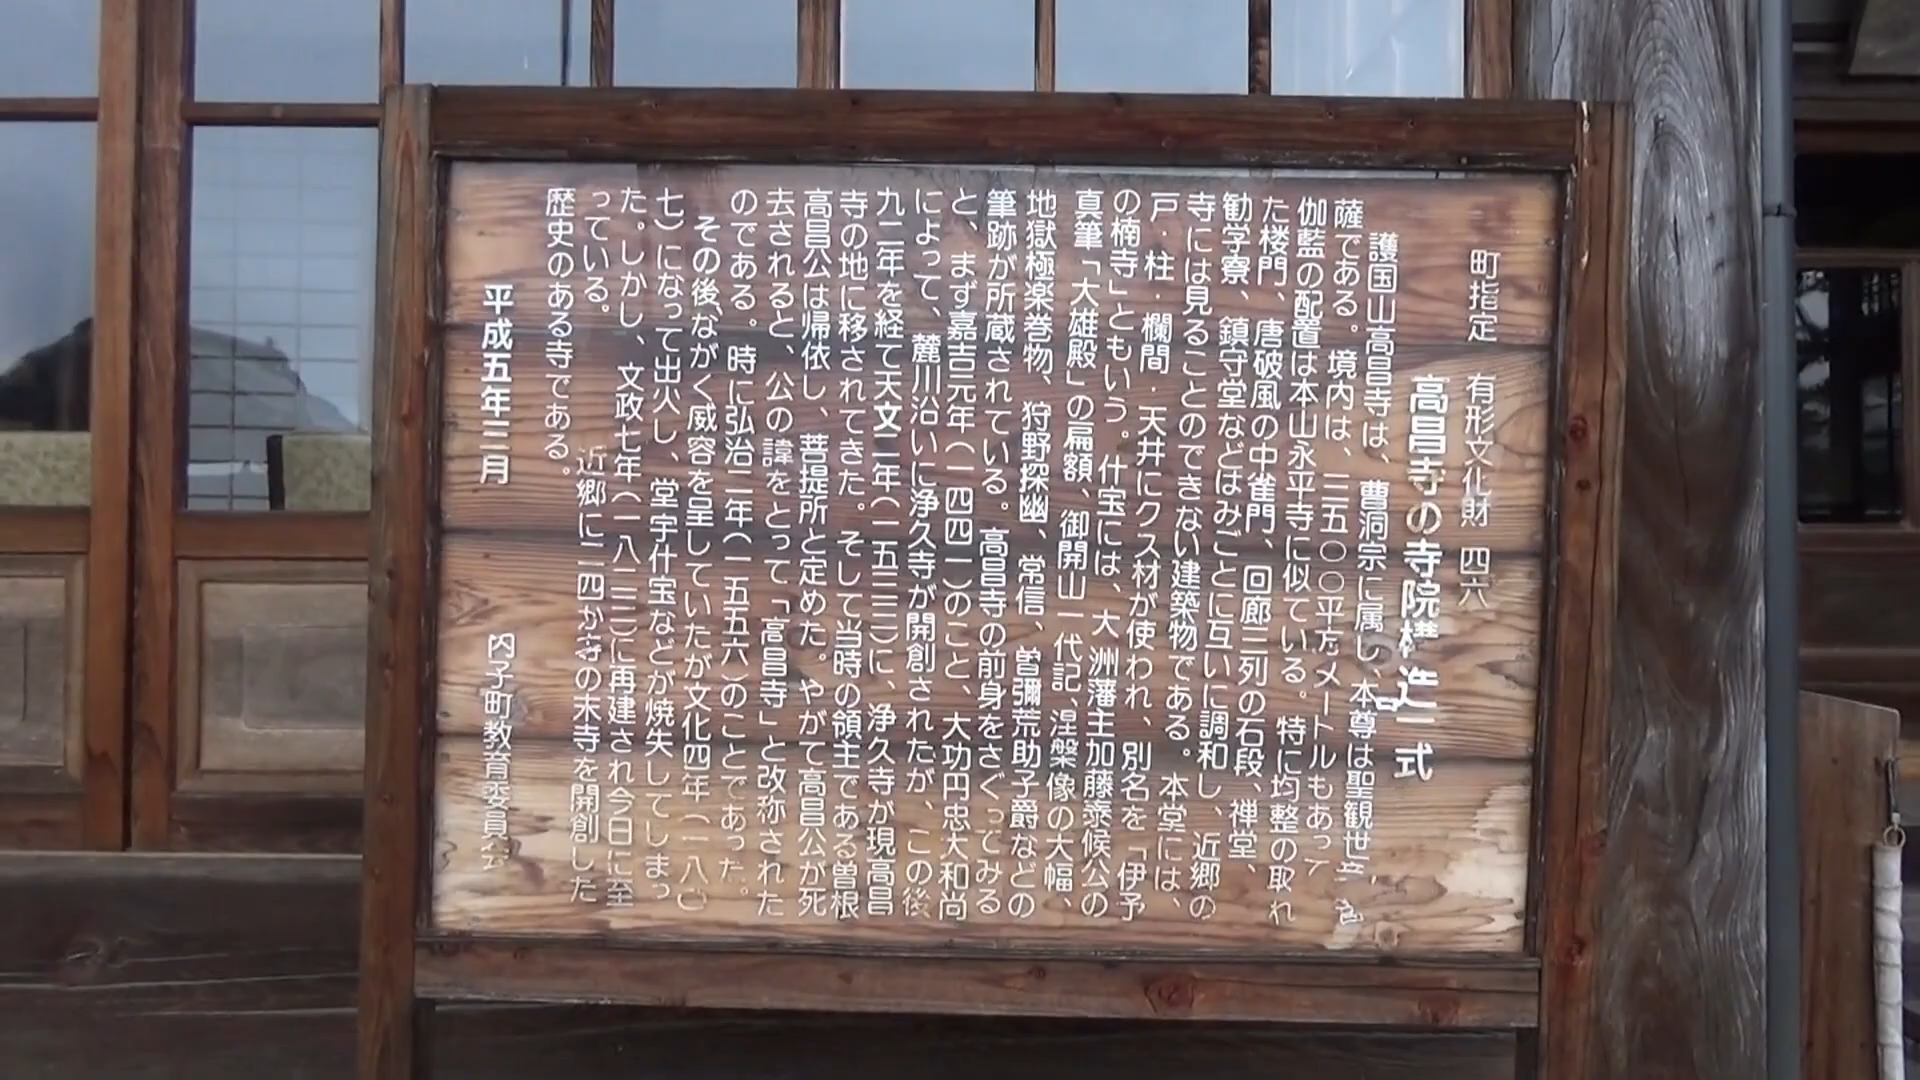 町指定 有形文化財 四六
高昌寺の寺院構造一式
護国山高昌寺は、曹洞宗に属し、本尊は聖観世音
薩である。境内は、三五〇〇平方メートルもあって
伽藍の配置は本山永平寺に似ている。特に均整の取れ
た楼門、唐破風の中雀門、回廊三列の石段、禅堂、
勧学寮、鎮守堂などはみごとに互いに調和し、近郷の
寺には見ることのできない建築物である。本堂には、
戸・柱・欄間・天井にクス材が使われ、別名を「伊予
の楠寺」ともいう。什宝には、大洲藩主加藤泰候公の
真筆「大雄殿」の扁額、御開山一代記、涅槃像の大幅、
地獄極楽巻物、狩野探幽、常信、曽彌荒助子爵などの
筆跡が所蔵されている。高昌寺の前身をさぐってみる
と、まず嘉吉元年(一四四一)のこと、大功円忠大和尚
によって、麓川沿いに浄久寺が開創されたが、この後
九二年を経て天文二年(一五三三)に、浄久寺が現高昌
寺の地に移されてきた。そして当時の領主である曽根
高昌公は帰依し、菩提所と定めた。やがて高昌公が死
去されると、公の諱をとって「高昌寺」と改称された
のである。時に弘治二年(一五五六)のことであった。
その後、ながく威容を呈していたが文化四年(一八〇
七)になって出火し、堂宇什宝などが焼失してしまっ
た。しかし、文政七年(一八二三)に再建され今日に至
っている。 近郷に二四か寺の末寺を開創した
歴史のある寺である。
平成五年三月 内子町教育委員会